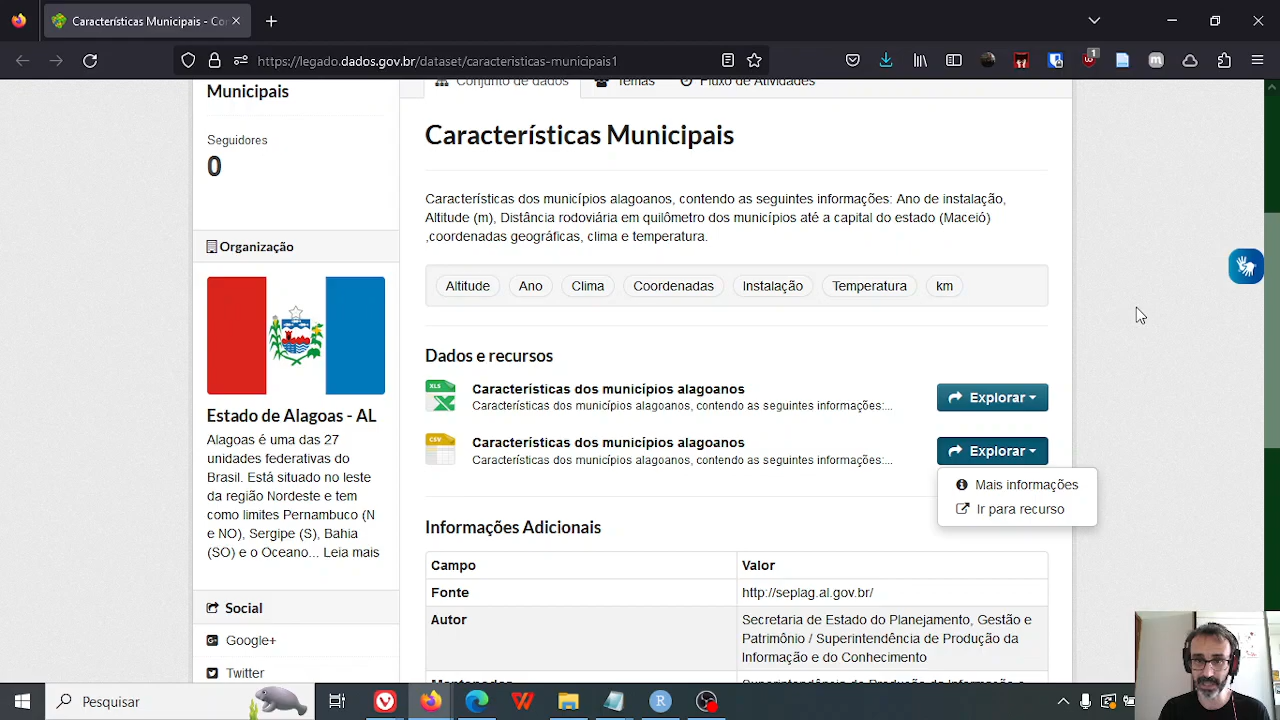 Características Municipais - Con
https://legado.dados.gov.br/dataset/caracteristicas-municipais1
1
Municipais
Seguidores
0
Organização
Estado de Alagoas - AL
Alagoas é uma das 27
unidades federativas do
Brasil. Está situado no leste
da região Nordeste e tem
como limites Pernambuco (N
e NO), Sergipe (S), Bahia
(SO) e o Oceano... Leia mais
Social
Google+
Twitter
Conjunto de dados Temas Fluxo de Atividades
Características Municipais
Características dos municípios alagoanos, contendo as seguintes informações: Ano de instalação,
Altitude (m), Distância rodoviária em quilômetro dos municípios até a capital do estado (Maceió)
,coordenadas geográficas, clima e temperatura.
Altitude Ano Clima Coordenadas Instalação Temperatura km
Dados e recursos
XLS
Características dos municípios alagoanos
Características dos municípios alagoanos, contendo as seguintes informações:...
Explorar
CSV
Características dos municípios alagoanos
Características dos municípios alagoanos, contendo as seguintes informações:...
Explorar
Mais informações
Ir para recurso
Informações Adicionais
Campo Valor
Fonte http://seplag.al.gov.br/
Autor Secretaria de Estado do Planejamento, Gestão e
Patrimônio / Superintendência de Produção da
Informação e do Conhecimento
Pesquisar